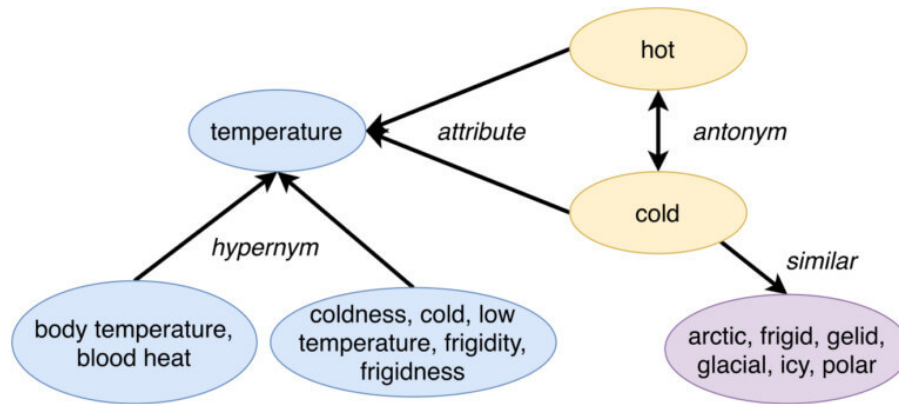 hot
temperature
attribute
antonym
cold
hypernym
similar
body temperature,
blood heat
coldness, cold, low
temperature, frigidity,
frigidness
arctic, frigid, gelid,
glacial, icy, polar